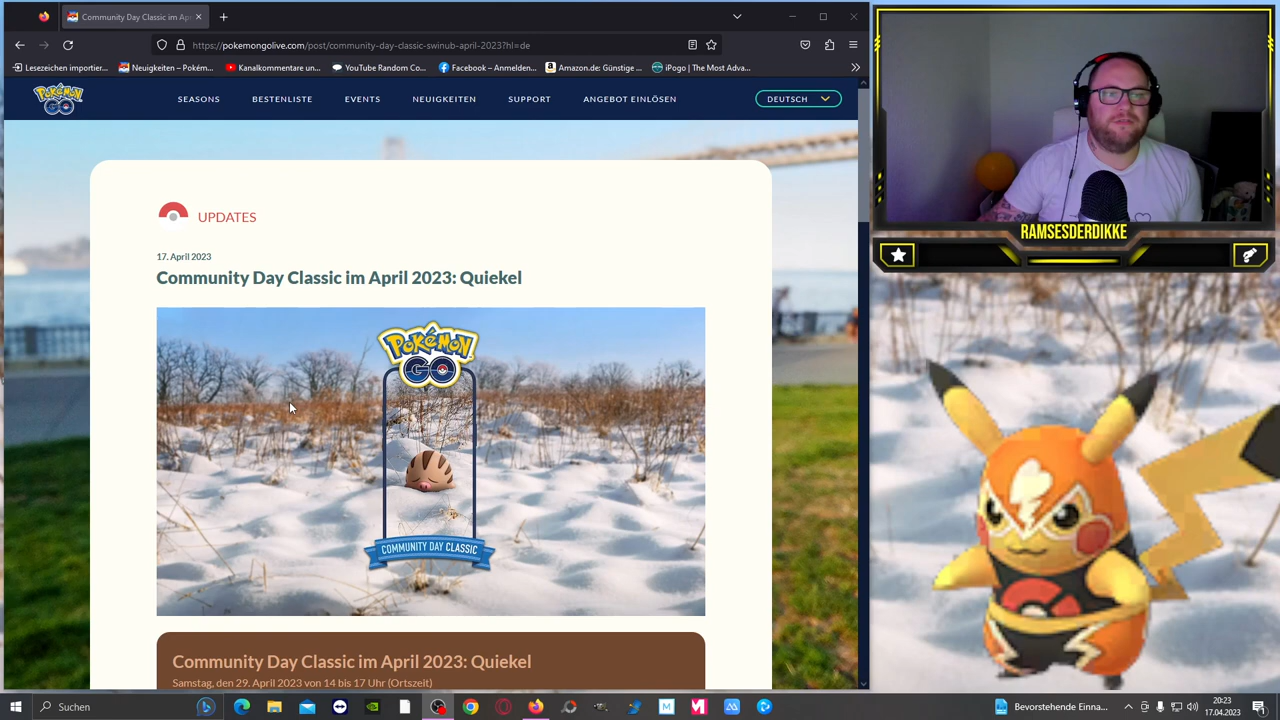 Community Day Classic im Apr
https://pokemongolive.com/post/community-day-classic-swinub-april-2023?hl=de
Lesezeichen importier...
Neuigkeiten – Pokém...
Kanalkommentare un...
YouTube Random Co...
Facebook – Anmelden...
Amazon.de: Günstige ...
iPogo | The Most Adva...
POKÉMON GO
SEASONS
BESTENLISTE
EVENTS
NEUIGKEITEN
SUPPORT
ANGEBOT EINLÖSEN
DEUTSCH
UPDATES
17. April 2023
Community Day Classic im April 2023: Quiekel
POKÉMON
GO
COMMUNITY DAY CLASSIC
Community Day Classic im April 2023: Quiekel
Samstag, den 29. April 2023 von 14 bis 17 Uhr (Ortszeit)
RAMSESDERDIKKE
Suchen
Bevorstehende Einna...
20:23
17.04.2023